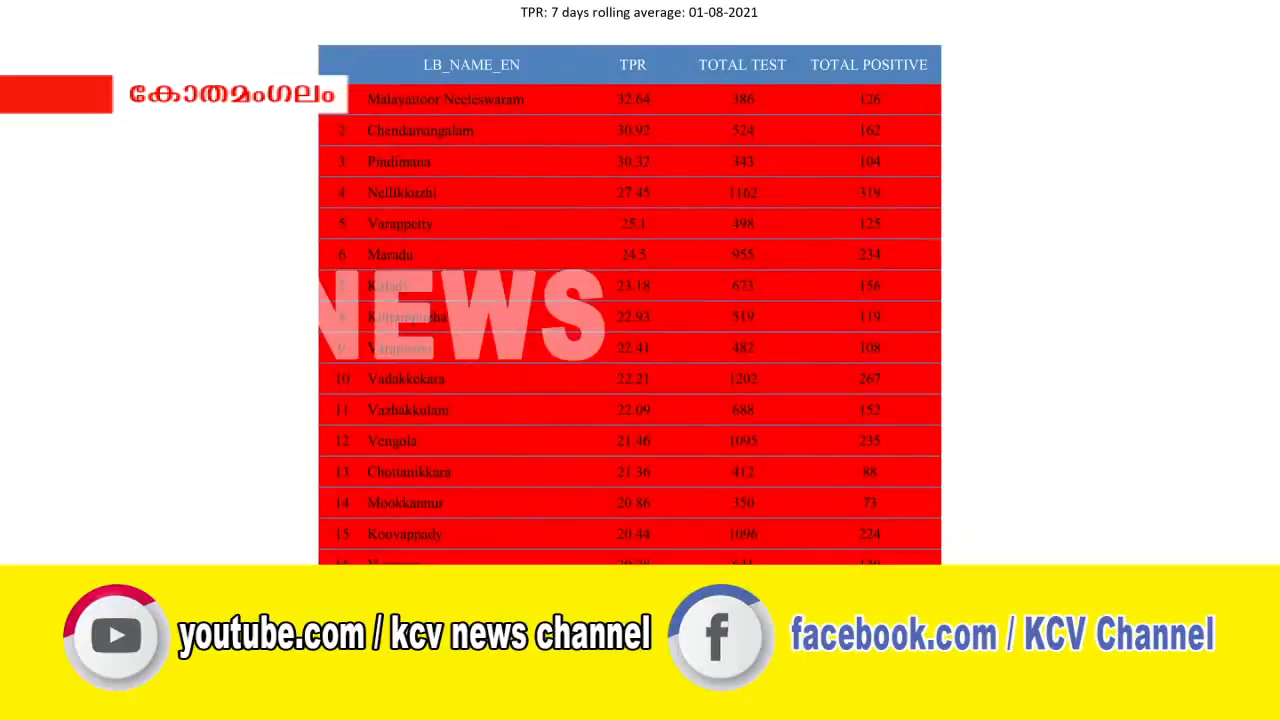 TPR: 7 days rolling average: 01-08-2021
LB_NAME_EN TPR TOTAL TEST TOTAL POSITIVE
കോതമംഗലം
Malayattoor Neeleswaram 32.64 386 126
2 Chendamangalam 30.92 524 162
3 Pindimana 30.32 343 104
4 Nellikkuzhi 27.45 1162 319
5 Varappetty 25.1 498 125
6 Maradu 24.5 955 234
7 23.18 673 156
8 22.93 519 119
9 22.41 482 108
NEWS
10 Vadakkekara 22.21 1202 267
11 Vazhakkulam 22.09 688 152
12 Vengola 21.46 1095 235
13 Chottanikkara 21.36 412 88
14 Mookkannur 20.86 350 73
15 Koovappady 20.44 1096 224
youtube.com / kcv news channel
facebook.com / KCV Channel